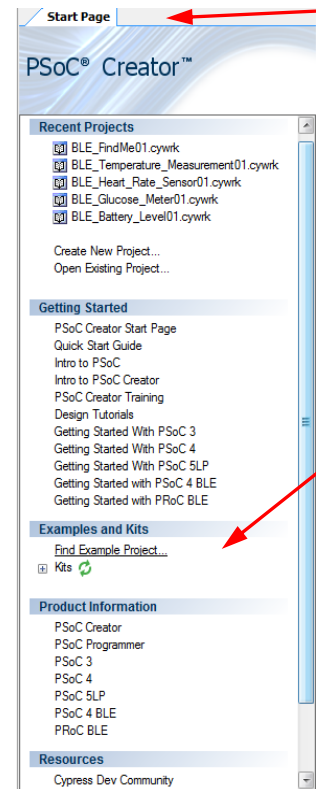 Start Page
PSoC® Creator™
Recent Projects
BLE_FindMe01.cywrk
BLE_Temperature_Measurement01.cywrk
BLE_Heart_Rate_Sensor01.cywrk
BLE_Glucose_Meter01.cywrk
BLE_Battery_Level01.cywrk
Create New Project...
Open Existing Project...
Getting Started
PSoC Creator Start Page
Quick Start Guide
Intro to PSoC
Intro to PSoC Creator
PSoC Creator Training
Design Tutorials
Getting Started With PSoC 3
Getting Started With PSoC 4
Getting Started With PSoC 5LP
Getting Started with PSoC 4 BLE
Getting Started with PRoC BLE
Examples and Kits
Find Example Project...
Kits
Product Information
PSoC Creator
PSoC Programmer
PSoC 3
PSoC 4
PSoC 5LP
PSoC 4 BLE
PRoC BLE
Resources
Cypress Dev Community